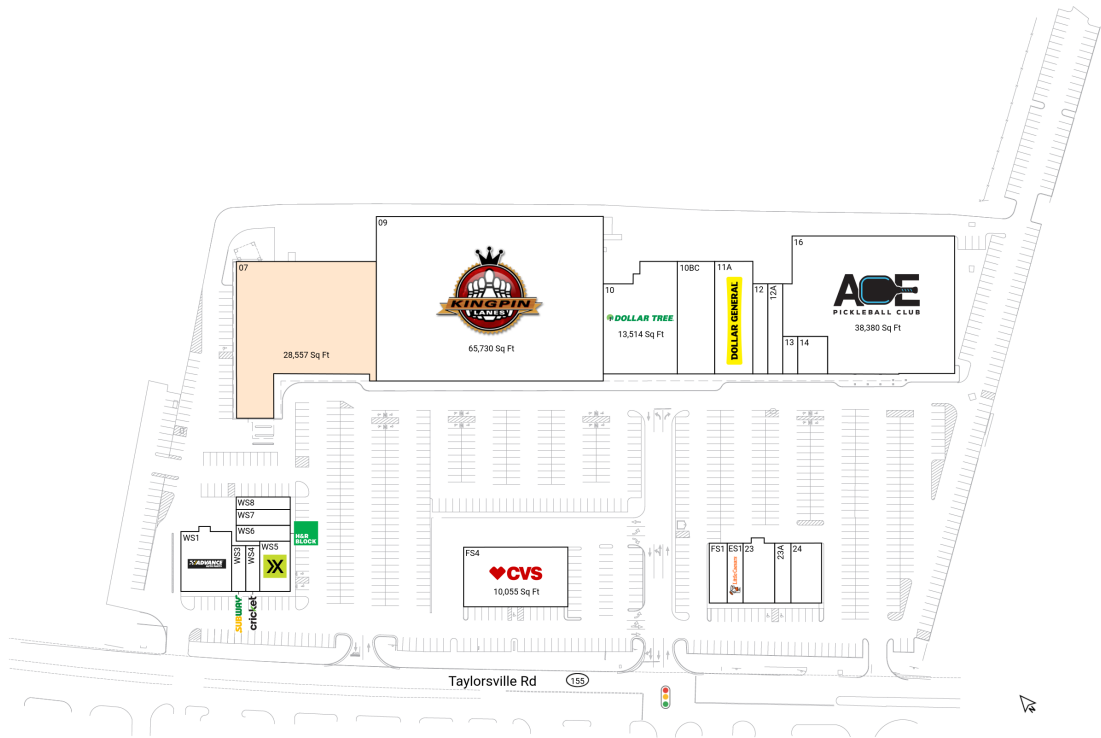 09
16
07
10BC
11A
10
12
12A
ACE
PICKLEBALL CLUB
38,380 Sq Ft
KINGPIN
LANES
65,730 Sq Ft
DOLLAR TREE
13,514 Sq Ft
DOLLAR GENERAL
13
14
28,557 Sq Ft
WS8
WS7
WS6
H&R
BLOCK
WS1
ADVANCE
WS3
WS4
WS5
SUBWAY
cricket
FS4
CVS
10,055 Sq Ft
FS1
ES1
Little Caesars
23
23A
24
Taylorsville Rd
155
N